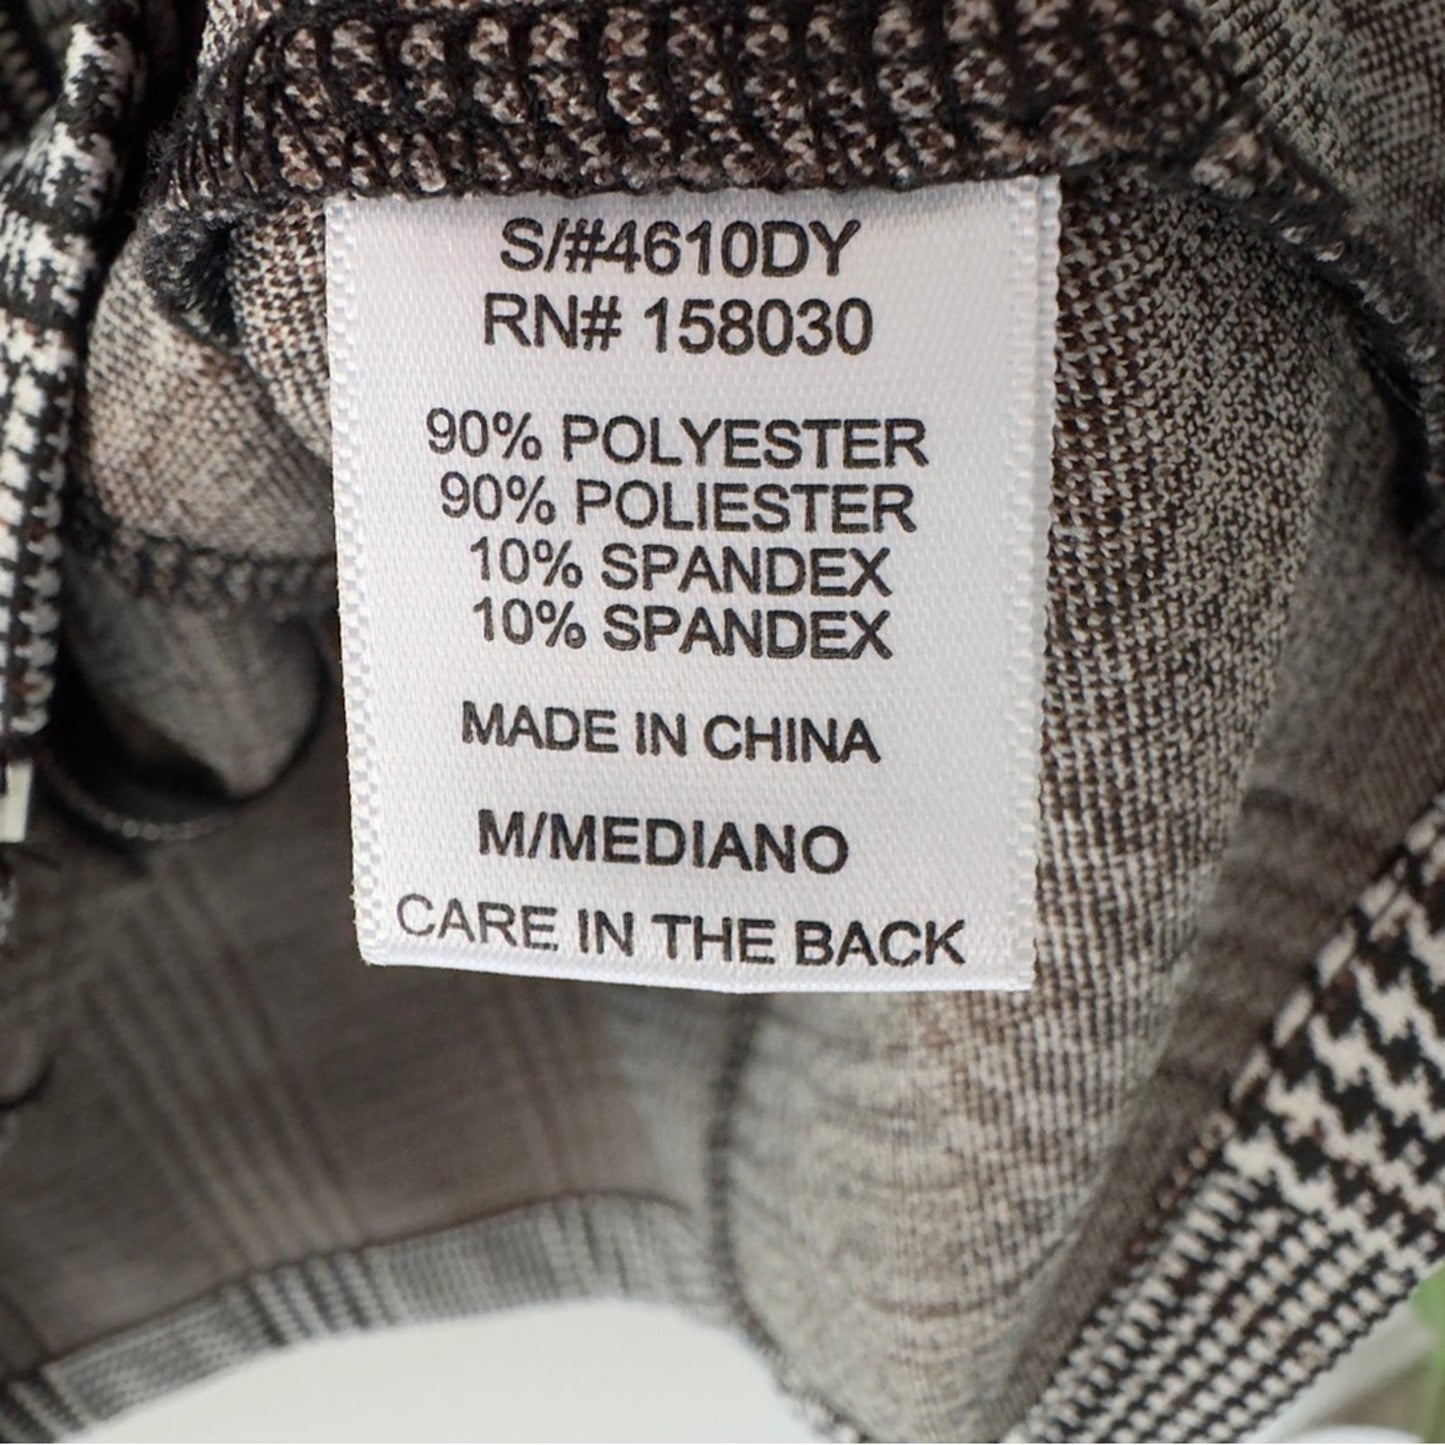 S/#4610DY
RN# 158030
90% POLYESTER
90% POLIESTER
10% SPANDEX
10% SPANDEX
MADE IN CHINA
M/MEDIANO
CARE IN THE BACK